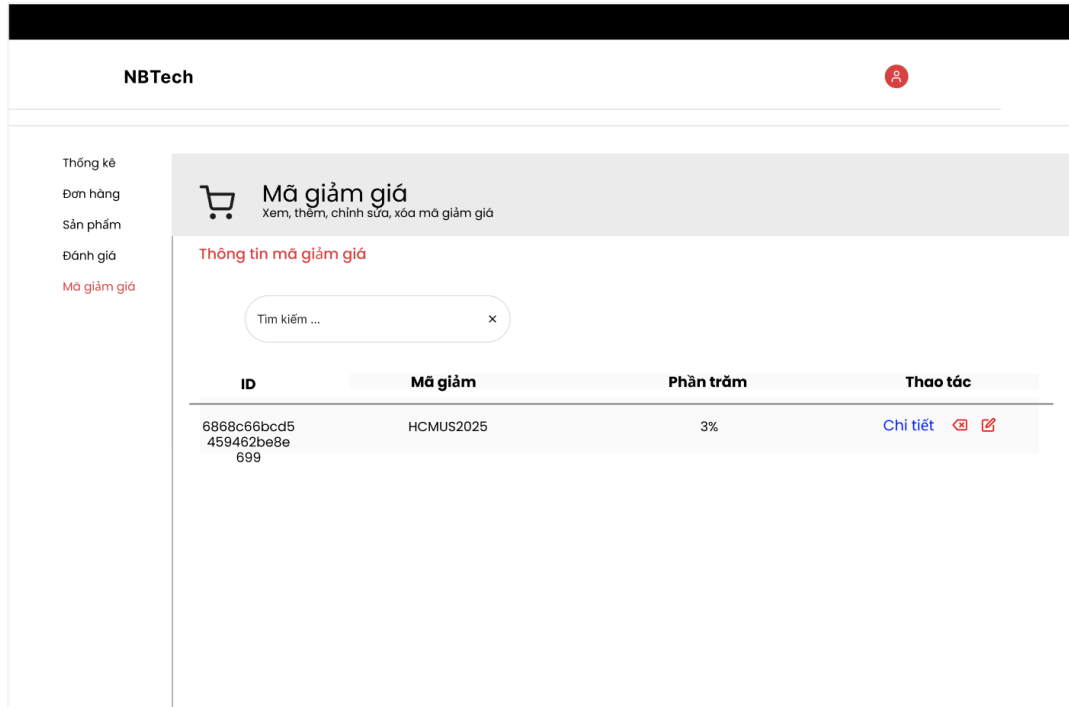 NBTech
Thống kê
Đơn hàng
Sản phẩm
Đánh giá
Mã giảm giá
Mã giảm giá
Xem, thêm, chỉnh sửa, xóa mã giảm giá
Thông tin mã giảm giá
Tìm kiếm ...
ID Mã giảm Phần trăm Thao tác
6868c66bcd5 HCMUS2025 3% Chi tiết
459462be8e
699